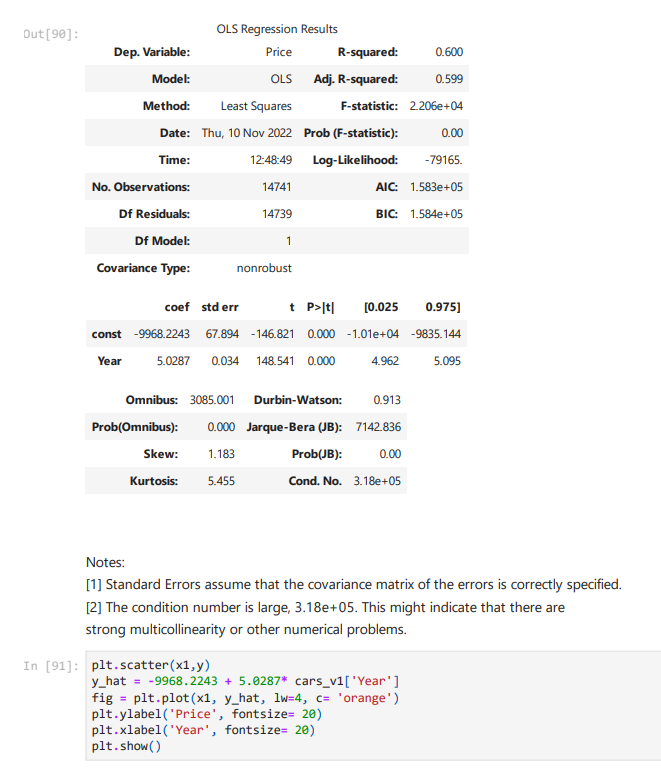 Out[90]:
OLS Regression Results
Dep. Variable: Price R-squared: 0.600
Model: OLS Adj. R-squared: 0.599
Method: Least Squares F-statistic: 2.206e+04
Date: Thu, 10 Nov 2022 Prob (F-statistic): 0.00
Time: 12:48:49 Log-Likelihood: -79165.
No. Observations: 14741 AIC: 1.583e+05
Df Residuals: 14739 BIC: 1.584e+05
Df Model: 1
Covariance Type: nonrobust
coef std err t P>|t| [0.025 0.975]
const -9968.2243 67.894 -146.821 0.000 -1.01e+04 -9835.144
Year 5.0287 0.034 148.541 0.000 4.962 5.095
Omnibus: 3085.001 Durbin-Watson: 0.913
Prob(Omnibus): 0.000 Jarque-Bera (JB): 7142.836
Skew: 1.183 Prob(JB): 0.00
Kurtosis: 5.455 Cond. No. 3.18e+05
Notes:
[1] Standard Errors assume that the covariance matrix of the errors is correctly specified.
[2] The condition number is large, 3.18e+05. This might indicate that there are
strong multicollinearity or other numerical problems.
In [91]:
plt.scatter(x1,y)
y_hat = -9968.2243 + 5.0287* cars_v1['Year']
fig = plt.plot(x1, y_hat, lw=4, c= 'orange')
plt.ylabel('Price', fontsize= 20)
plt.xlabel('Year', fontsize= 20)
plt.show()